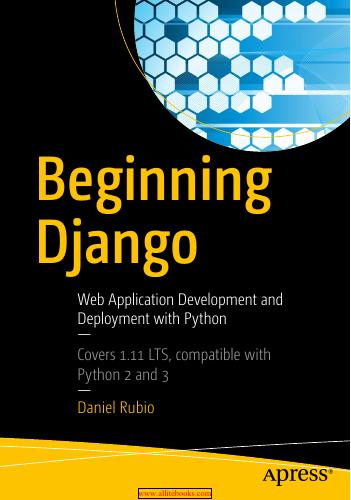 Beginning
Django
Web Application Development and
Deployment with Python
Covers 1.11 LTS, compatible with
Python 2 and 3
Daniel Rubio
Apress®
www.allitebooks.com